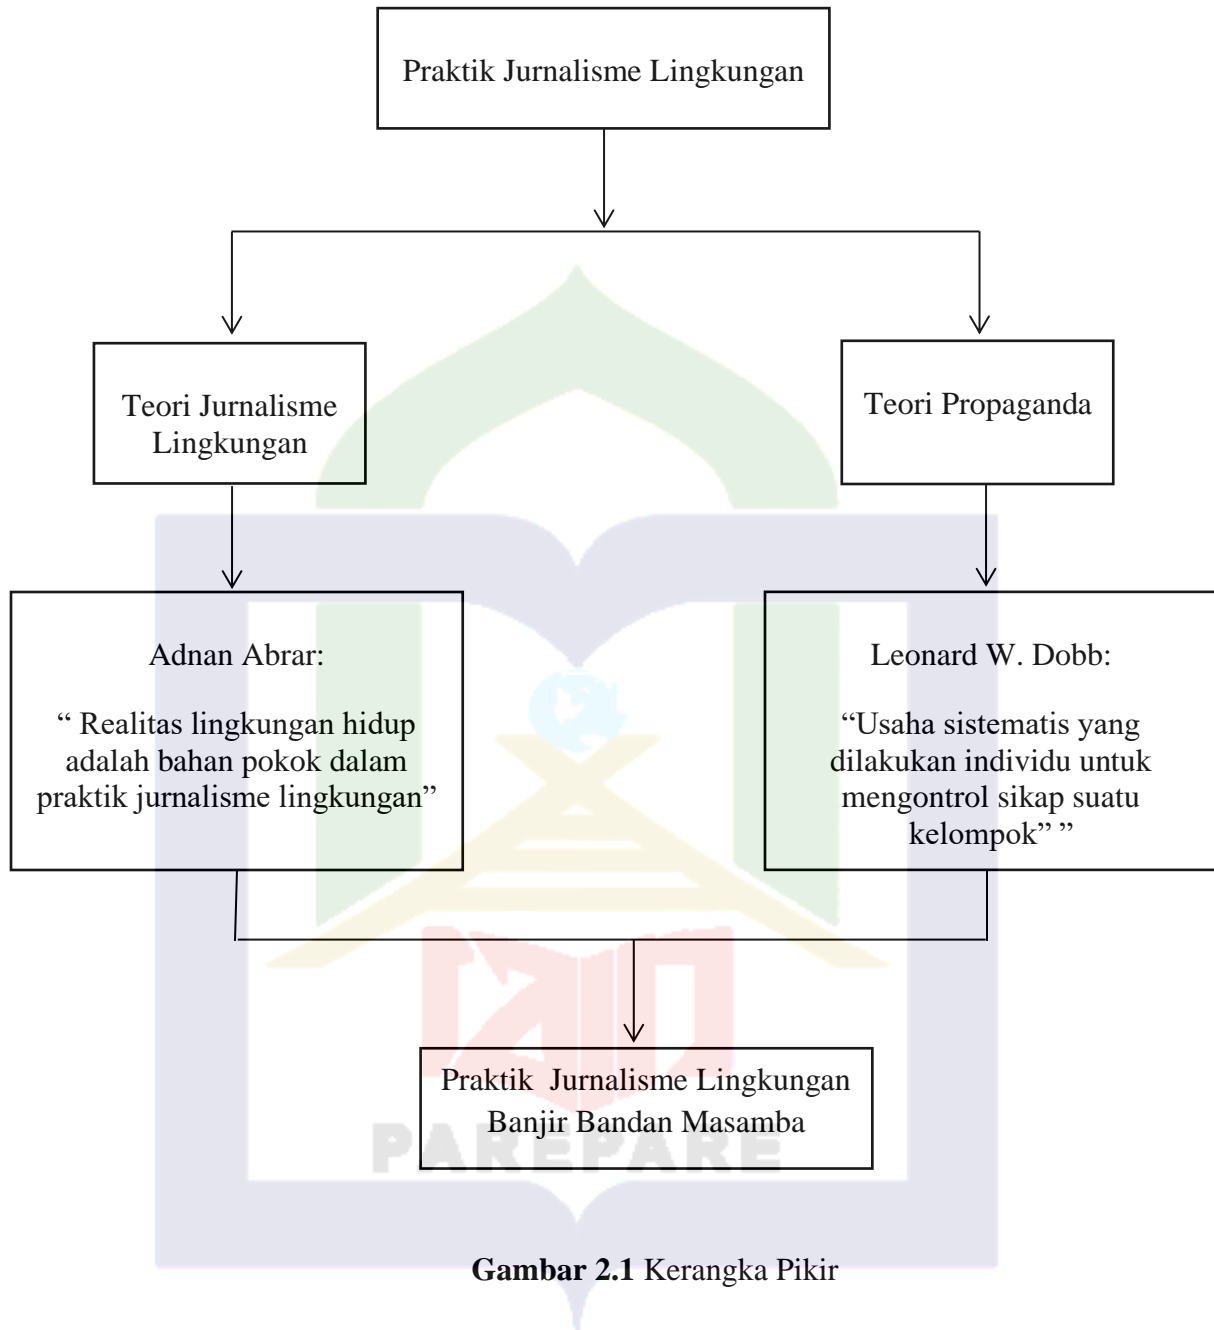 Praktik Jurnalisme Lingkungan
Teori Jurnalisme
Lingkungan
Teori Propaganda
Adnan Abrar:
“ Realitas lingkungan hidup
adalah bahan pokok dalam
praktik jurnalisme lingkungan”
Leonard W. Dobb:
“Usaha sistematis yang
dilakukan individu untuk
mengontrol sikap suatu
kelompok” ”
Praktik  Jurnalisme Lingkungan
Banjir Bandan Masamba
PAREPARE
Gambar 2.1 Kerangka Pikir